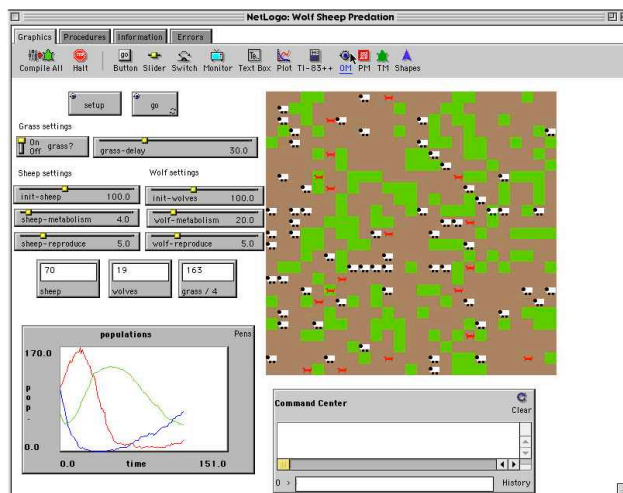 NetLogo: Wolf Sheep Predation
Graphics Procedures Information Errors
Compile All Halt Button Slider Switch Monitor Text Box Plot TI-83++ OM PM TM Shapes
setup go
Grass settings
On
Off grass? grass-delay 30.0
Sheep settings Wolf settings
init-sheep 100.0 init-wolves 100.0
sheep-metabolism 4.0 wolf-metabolism 20.0
sheep-reproduce 5.0 wolf-reproduce 5.0
70 19 163
sheep wolves grass / 4
populations Pens
170.0
pop.
0.0
0.0 time 151.0
Command Center
Clear
O > History